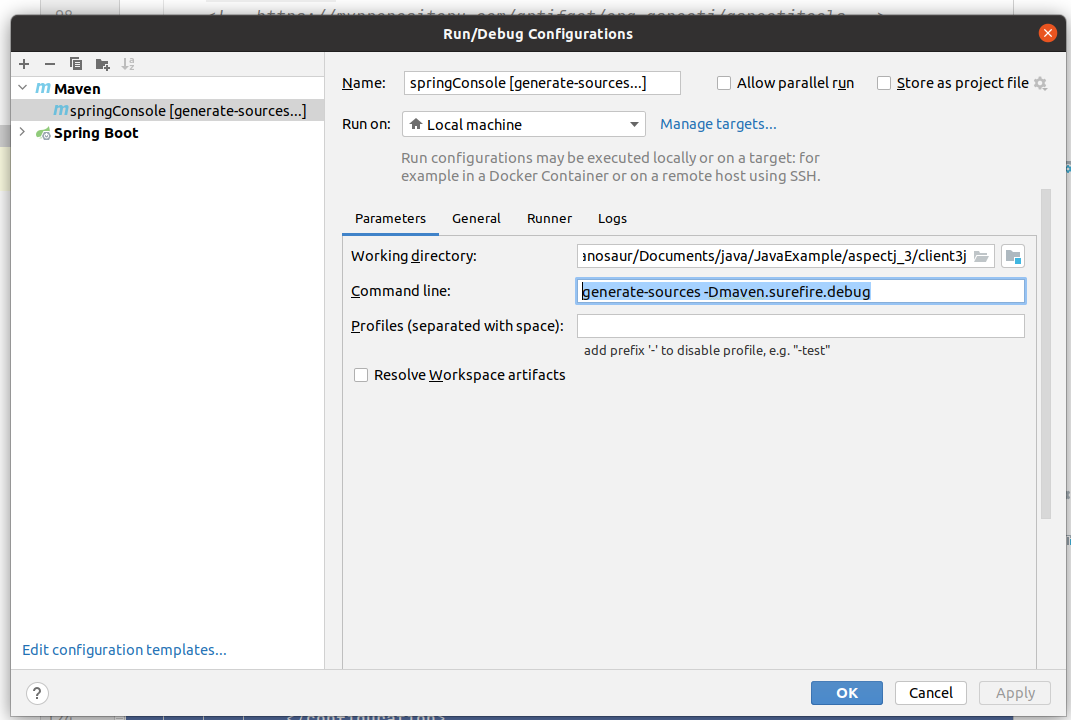 Run/Debug Configurations
Maven
springConsole [generate-sources...]
Spring Boot
Edit configuration templates...
Name:
springConsole [generate-sources...]
Allow parallel run
Store as project file
Run on:
Local machine
Manage targets...
Run configurations may be executed locally or on a target: for
example in a Docker Container or on a remote host using SSH.
Parameters General Runner Logs
Working directory:
anosaur/Documents/java/JavaExample/aspectj_3/client3j
Command line:
generate-sources -Dmaven.surefire.debug
Profiles (separated with space):
add prefix '-' to disable profile, e.g. "-test"
Resolve Workspace artifacts
?
OK Cancel Apply